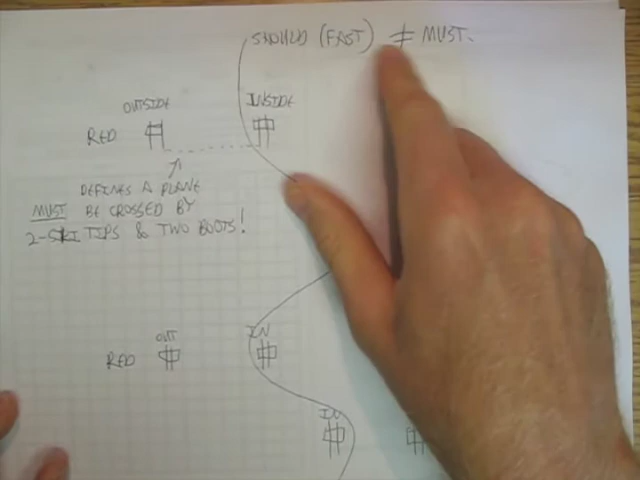 SHOULD (FAST) ≠ MUST.
OUTSIDE
INSIDE
RED
DEFINES A PLANE
MUST BE CROSSED BY
2-SKI TIPS & TWO BOOTS!
OUT
IN
RED
IN